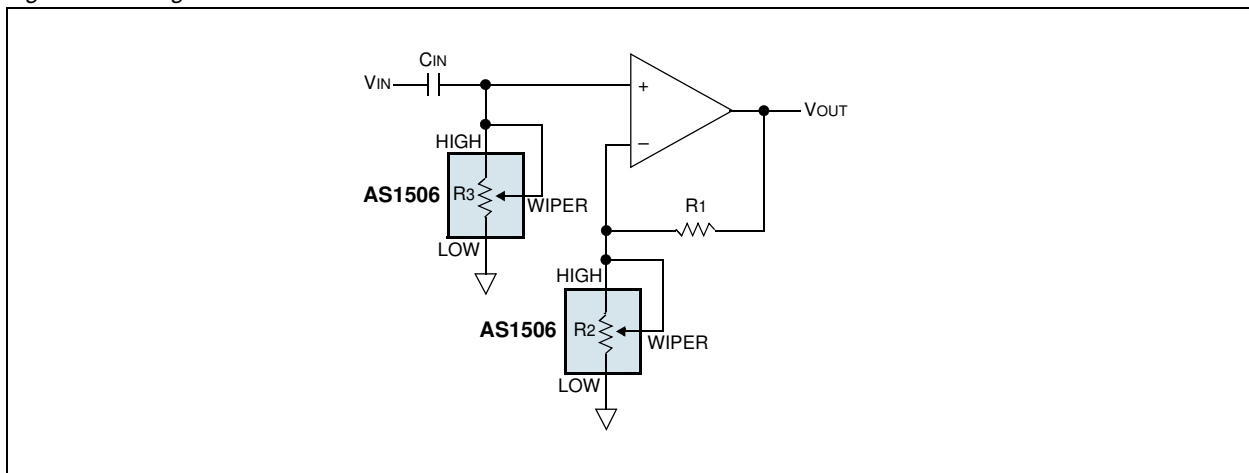 CIN
VIN
+
VOUT
−
HIGH
AS1506
R3
WIPER
R1
LOW
HIGH
AS1506
R2
WIPER
LOW